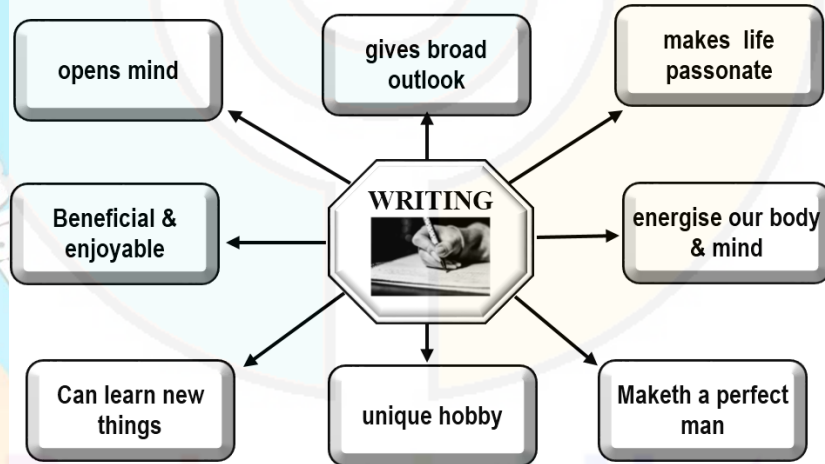 opens mind
gives broad
outlook
makes life
passonate
WRITING
Beneficial &
enjoyable
energise our body
& mind
Can learn new
things
unique hobby
Maketh a perfect
man